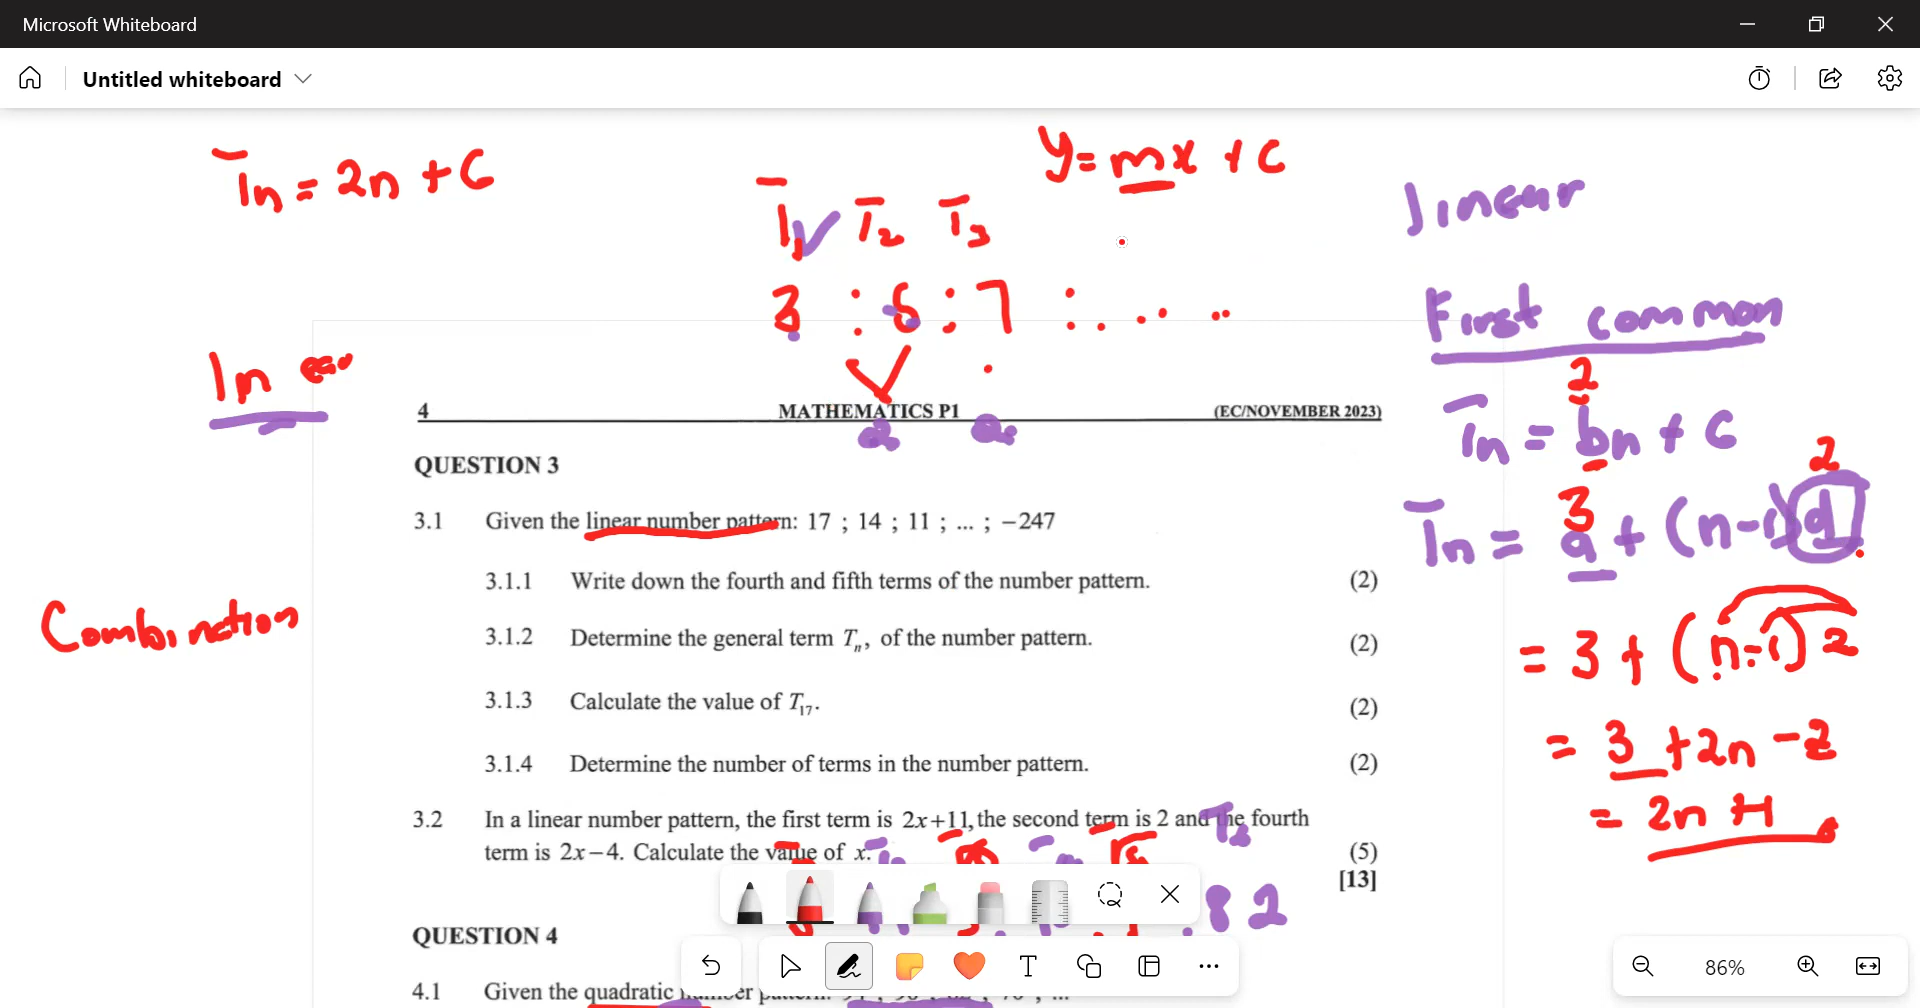 Microsoft Whiteboard
Untitled whiteboard
Tn = 2n + c
y = mx + c
T1 T2 T3
linear
3 : 5 : 7 : . . . . .
First common
Tn
2
Tn = bn + c
4 MATHEMATICS P1 (EC/NOVEMBER 2023)
2 2
QUESTION 3
3 2
Tn = a + (n-1)d
3.1 Given the linear number pattern: 17 ; 14 ; 11 ; ... ; −247
3.1.1 Write down the fourth and fifth terms of the number pattern. (2)
Combination
= 3 + (n-1)2
3.1.2 Determine the general term Tn, of the number pattern. (2)
3.1.3 Calculate the value of T17. (2)
= 3 + 2n - 2
3.1.4 Determine the number of terms in the number pattern. (2)
= 2n + 1
3.2 In a linear number pattern, the first term is 2x+11, the second term is 2 and the fourth
term is 2x−4. Calculate the value of x. (5)
[13]
82
QUESTION 4
4.1 Given the quadratic
86%